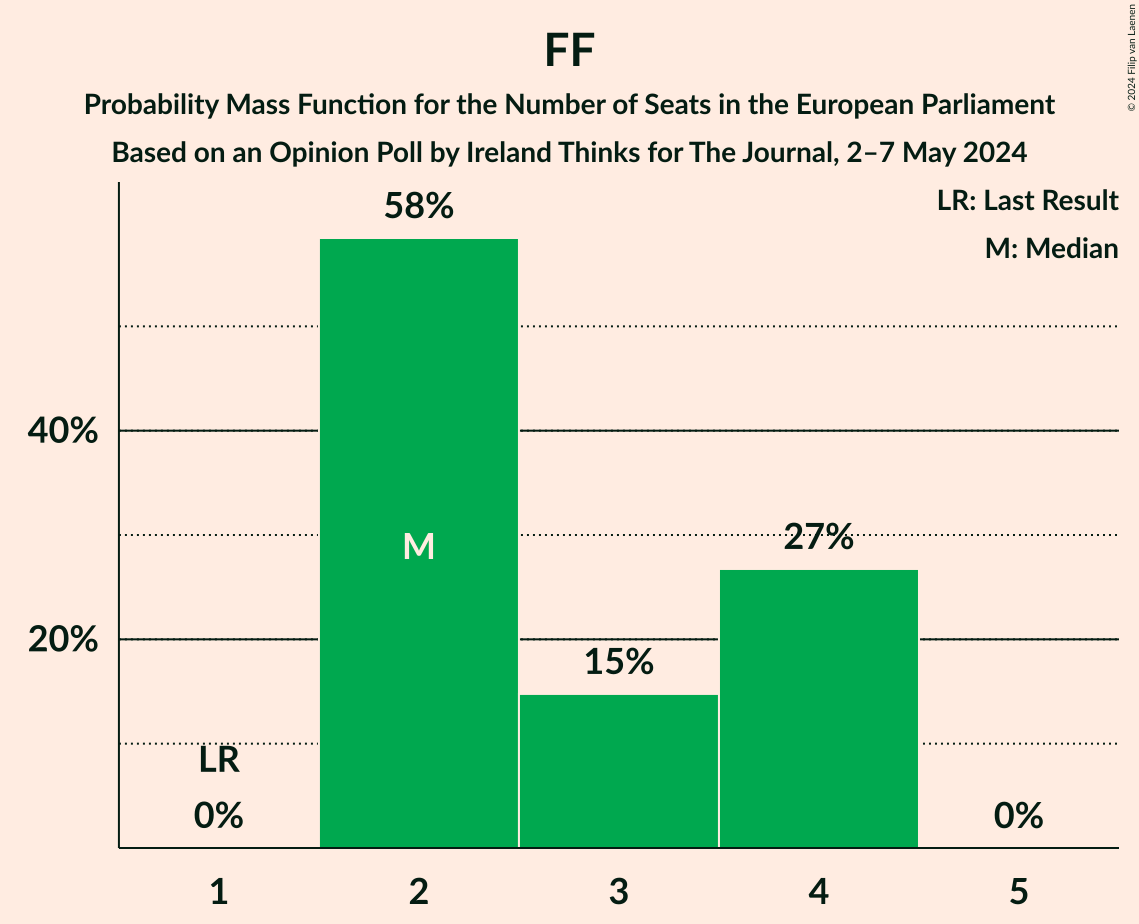 FF
Probability Mass Function for the Number of Seats in the European Parliament
Based on an Opinion Poll by Ireland Thinks for The Journal, 2–7 May 2024
© 2024 Filip van Laenen
LR: Last Result
M: Median
58%
40%
M
27%
20%
15%
LR
0%
0%
1 2 3 4 5